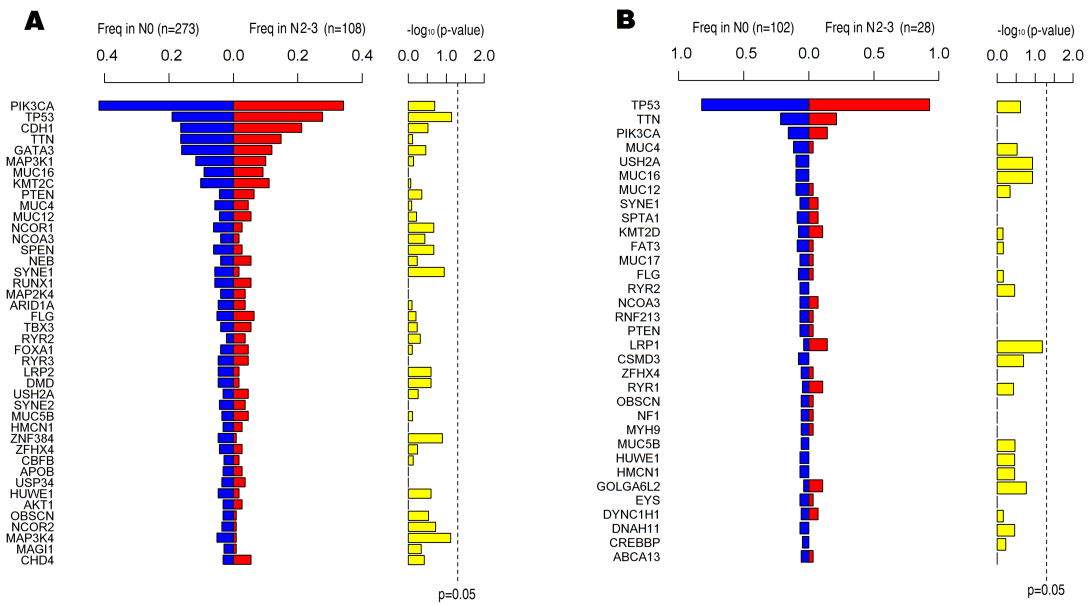 A
Freq in N0 (n=273)
Freq in N2-3 (n=108)
-log₁₀ (p-value)
0.4 0.2 0.0 0.2 0.4
0.0 1.0 2.0
PIK3CA
TP53
CDH1
TTN
GATA3
MAP3K1
MUC16
KMT2C
PTEN
MUC4
MUC12
NCOR1
NCOA3
SPEN
NEB
SYNE1
RUNX1
MAP2K4
ARID1A
FLG
TBX3
RYR2
FOXA1
RYR3
LRP2
DMD
USH2A
SYNE2
MUC5B
HMCN1
ZNF384
ZFHX4
CBFB
APOB
USP34
HUWE1
AKT1
OBSCN
NCOR2
MAP3K4
MAGI1
CHD4
p=0.05
B
Freq in N0 (n=102)
Freq in N2-3 (n=28)
-log₁₀ (p-value)
1.0 0.5 0.0 0.5 1.0
0.0 1.0 2.0
TP53
TTN
PIK3CA
MUC4
USH2A
MUC16
MUC12
SYNE1
SPTA1
KMT2D
FAT3
MUC17
FLG
RYR2
NCOA3
RNF213
PTEN
LRP1
CSMD3
ZFHX4
RYR1
OBSCN
NF1
MYH9
MUC5B
HUWE1
HMCN1
GOLGA6L2
EYS
DYNC1H1
DNAH11
CREBBP
ABCA13
p=0.05